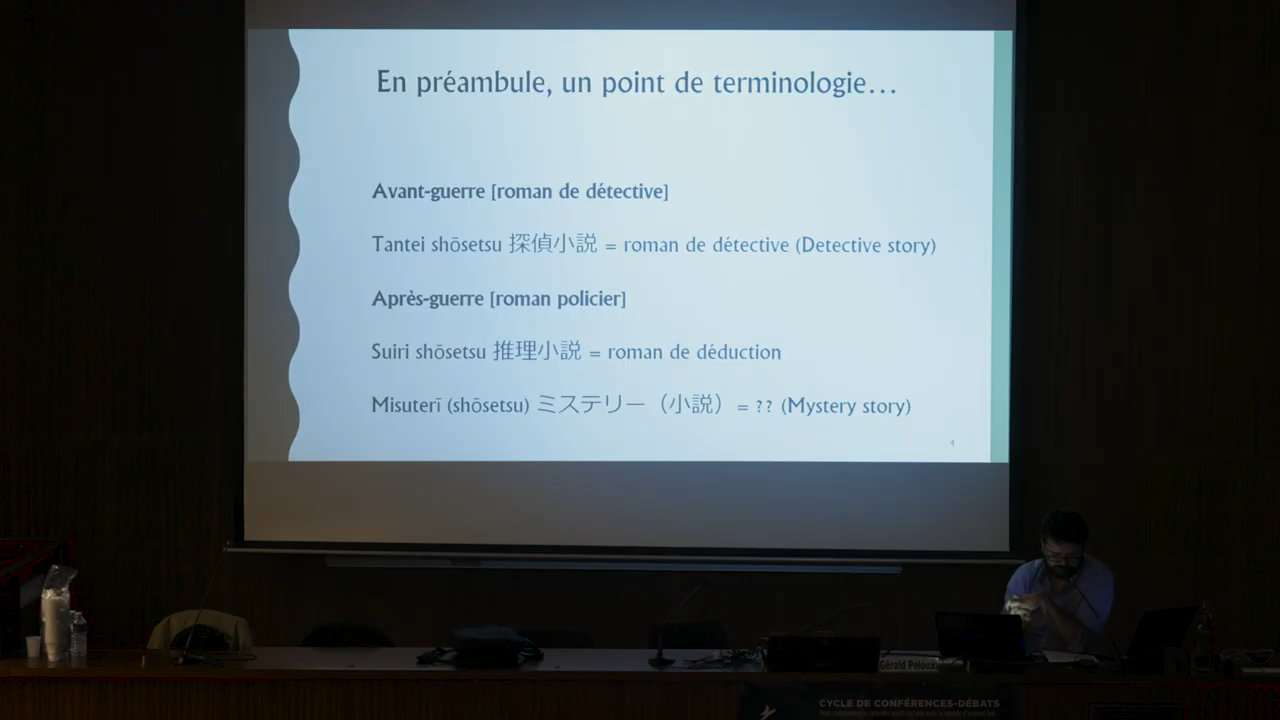 En préambule, un point de terminologie…
Avant-guerre [roman de détective]
Tantei shōsetsu 探偵小説 = roman de détective (Detective story)
Après-guerre [roman policier]
Suiri shōsetsu 推理小説 = roman de déduction
Misuterī (shōsetsu) ミステリー（小説）= ?? (Mystery story)
4
Gérald Peloux
CYCLE DE CONFÉRENCES-DÉBATS